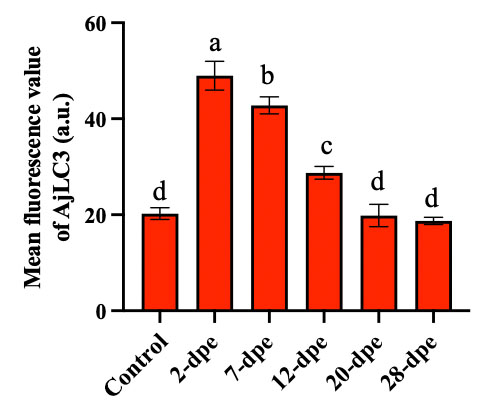 Mean fluorescence value
of AjLC3 (a.u.)
60
40
20
0
d
a
b
c
d
d
Control
2-dpe
7-dpe
12-dpe
20-dpe
28-dpe